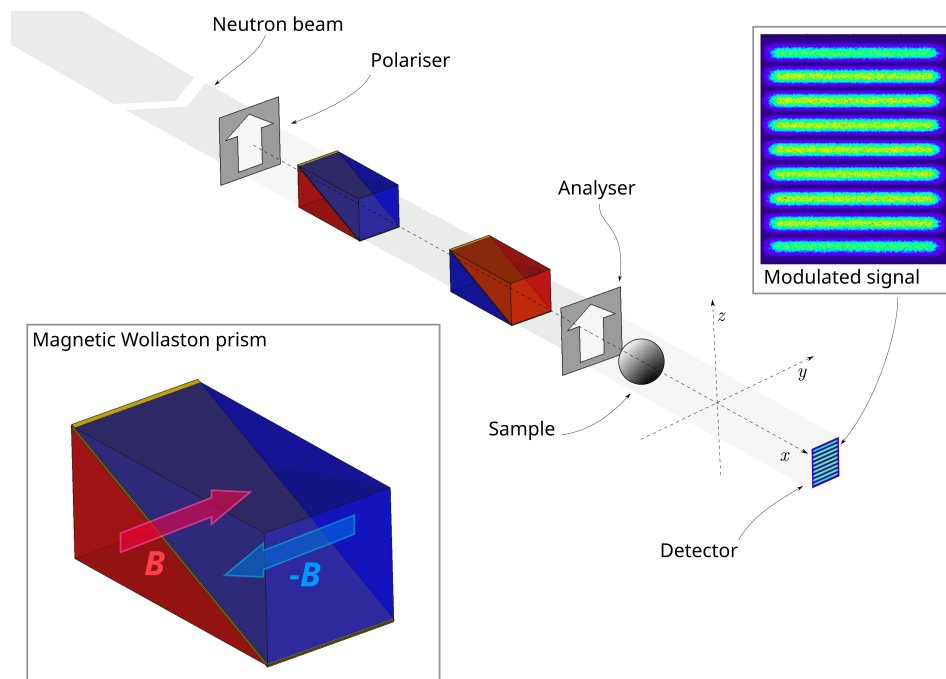 Neutron beam
Polariser
Analyser
Modulated signal
z
y
x
Sample
Detector
Magnetic Wollaston prism
B
-B